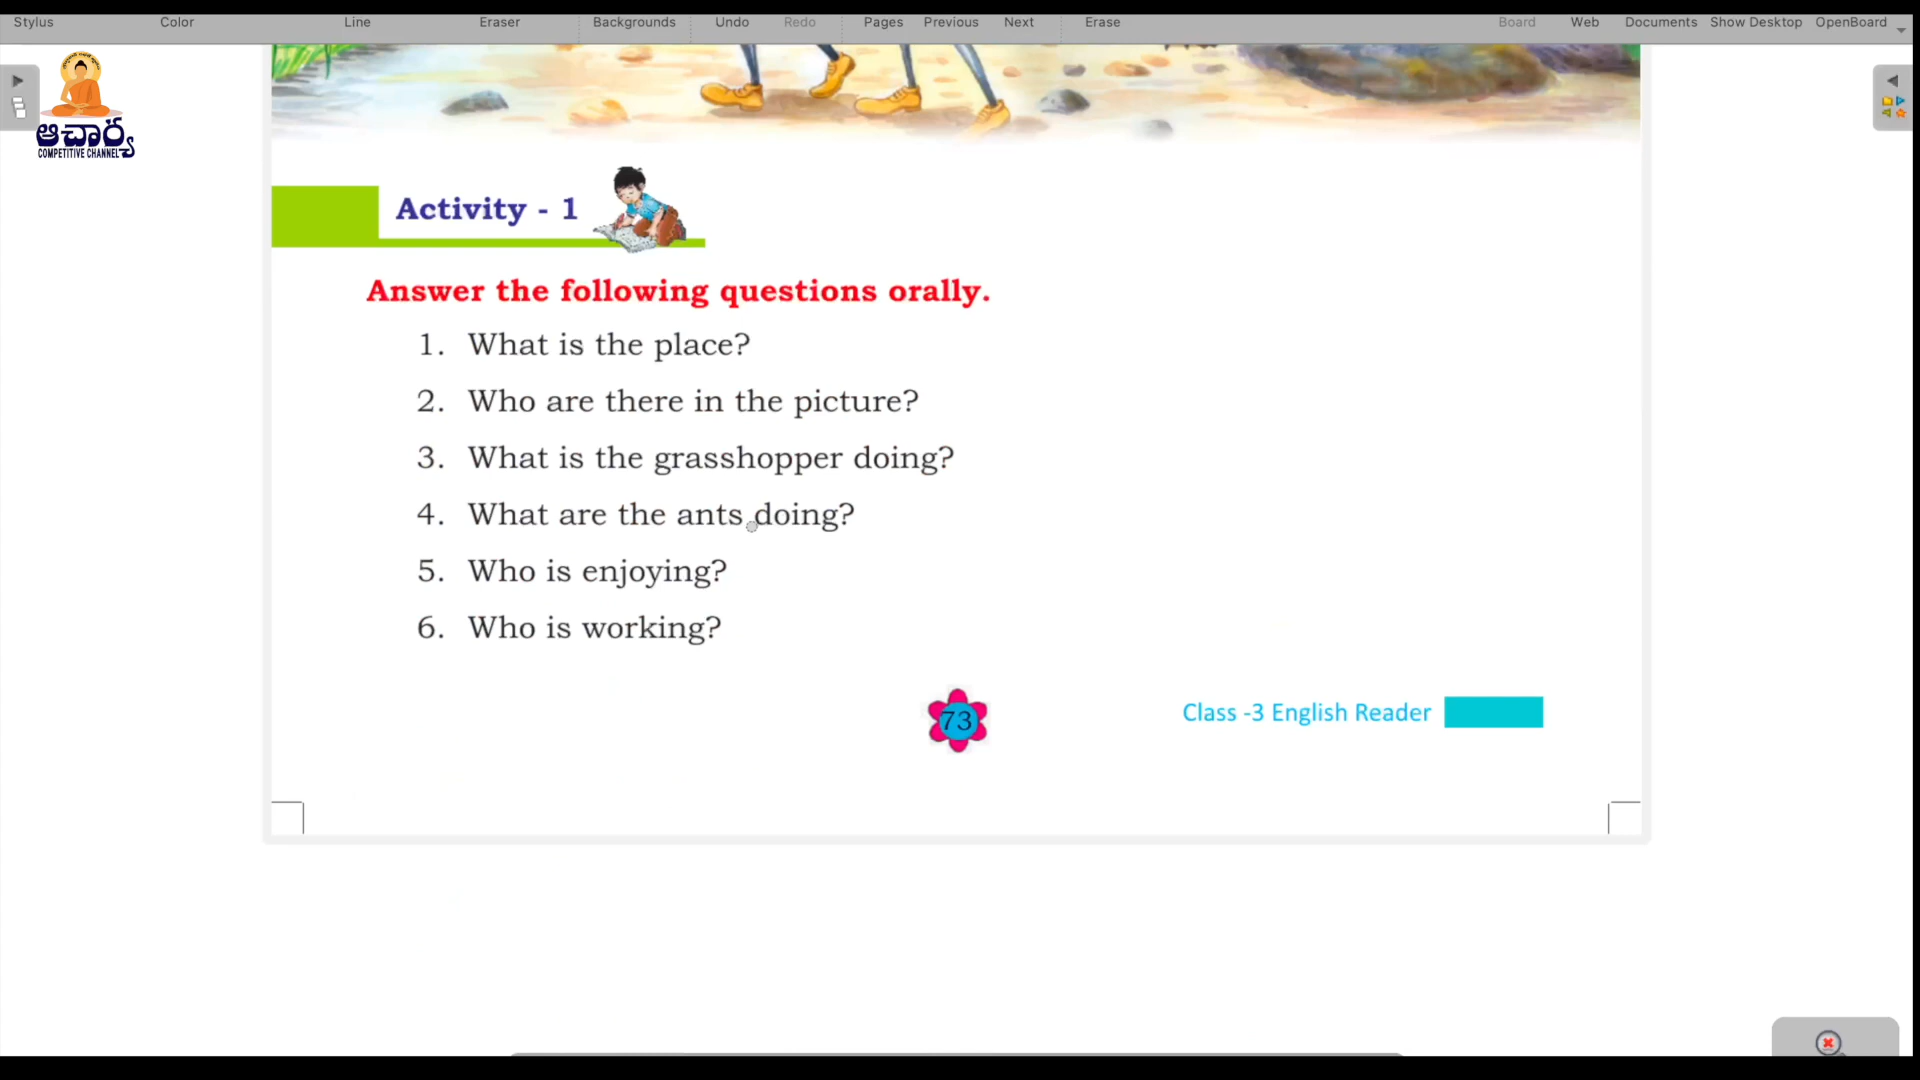 Stylus Color Line Eraser Backgrounds Undo Redo Pages Previous Next Erase Board Web Documents Show Desktop OpenBoard
ಆಚಾರ್ಯ
COMPETITIVE CHANNEL
Activity - 1
Answer the following questions orally.
1. What is the place?
2. Who are there in the picture?
3. What is the grasshopper doing?
4. What are the ants doing?
5. Who is enjoying?
6. Who is working?
73
Class -3 English Reader